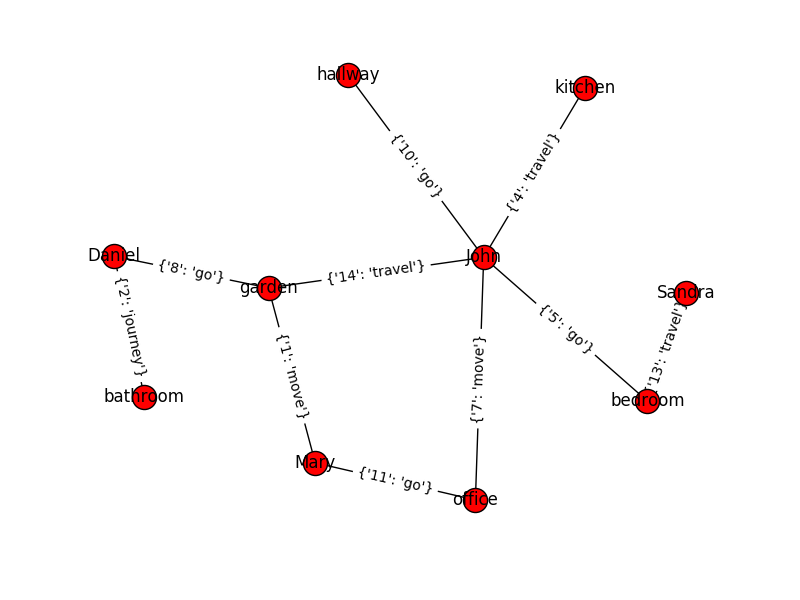 hallway
kitchen
{'10': 'go'}
{'4': 'travel'}
Daniel
{'8': 'go'}
garden
{'14': 'travel'}
John
Sandra
{'2': 'journey'}
{'1': 'move'}
{'7': 'move'}
{'5': 'go'}
{'13': 'travel'}
bathroom
bedroom
Mary
{'11': 'go'}
office